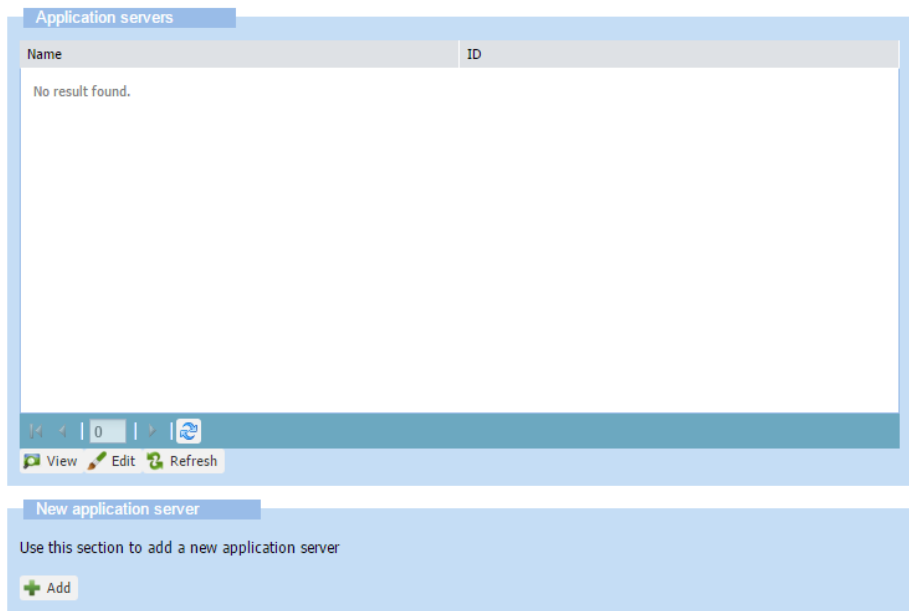 Application servers
Name ID
No result found.
0
View Edit Refresh
New application server
Use this section to add a new application server
Add